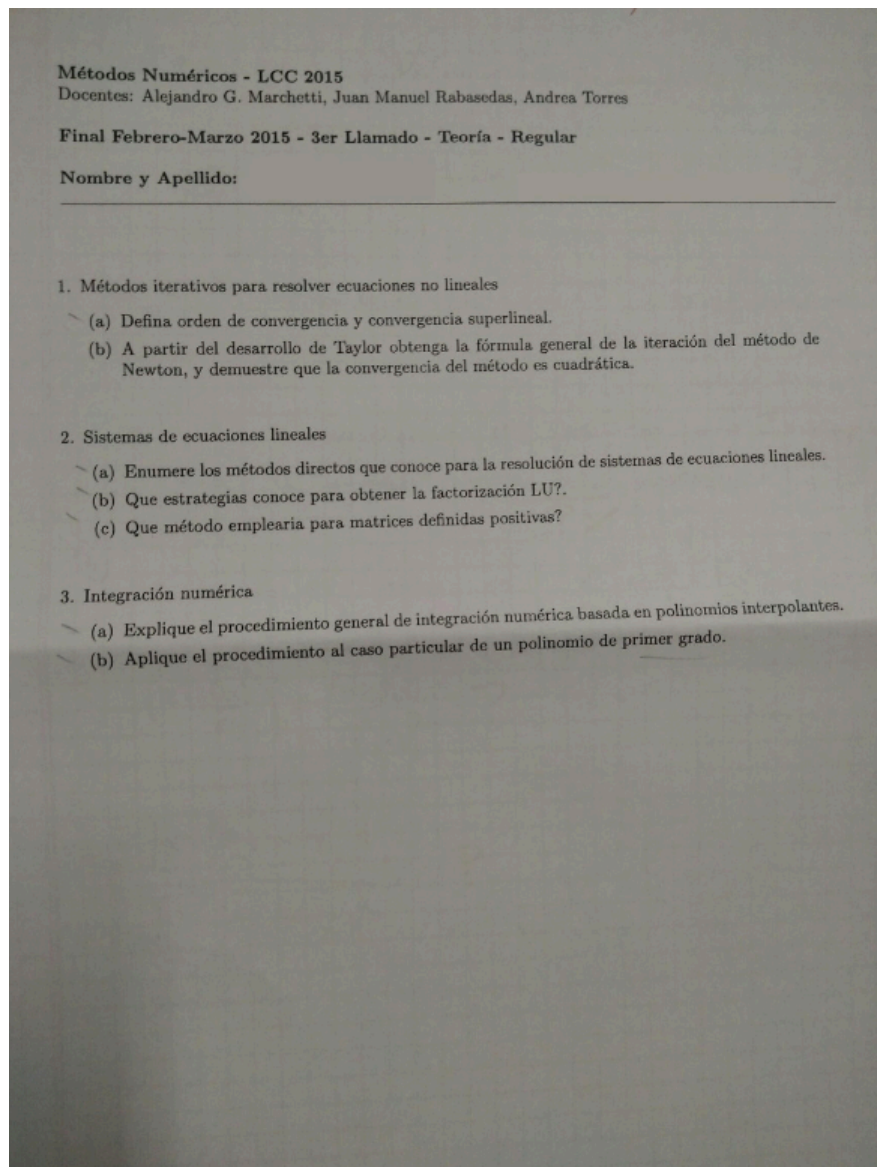 Métodos Numéricos - LCC 2015
Docentes: Alejandro G. Marchetti, Juan Manuel Rabasedas, Andrea Torres
Final Febrero-Marzo 2015 - 3er Llamado - Teoría - Regular
Nombre y Apellido:
1. Métodos iterativos para resolver ecuaciones no lineales
(a) Defina orden de convergencia y convergencia superlineal.
(b) A partir del desarrollo de Taylor obtenga la fórmula general de la iteración del método de
Newton, y demuestre que la convergencia del método es cuadrática.
2. Sistemas de ecuaciones lineales
(a) Enumere los métodos directos que conoce para la resolución de sistemas de ecuaciones lineales.
(b) Que estrategias conoce para obtener la factorización LU?.
(c) Que método emplearia para matrices definidas positivas?
3. Integración numérica
(a) Explique el procedimiento general de integración numérica basada en polinomios interpolantes.
(b) Aplique el procedimiento al caso particular de un polinomio de primer grado.